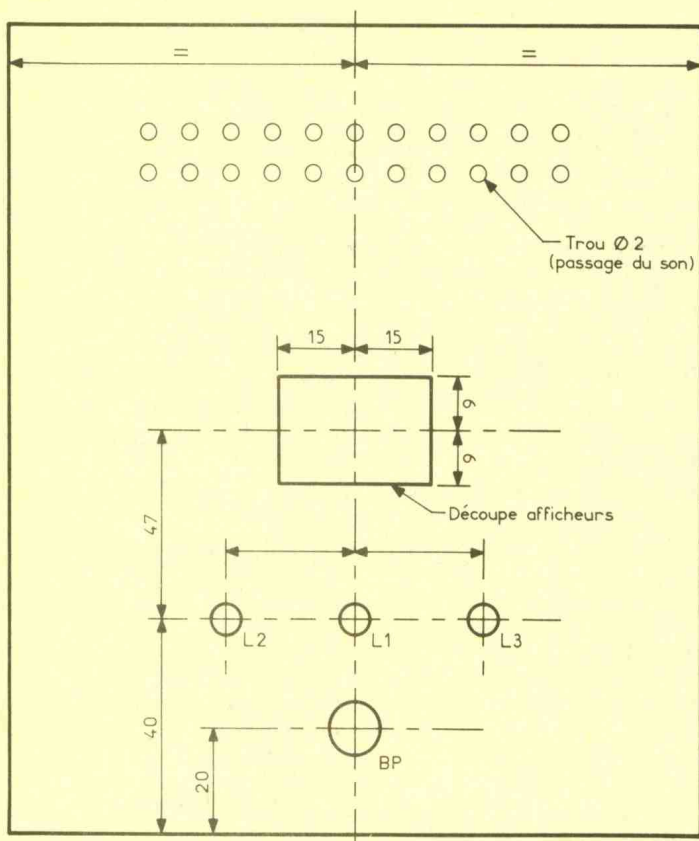 =
=
Trou Ø 2
(passage du son)
15
15
9
9
Découpe afficheurs
47
L2
L1
L3
40
BP
20